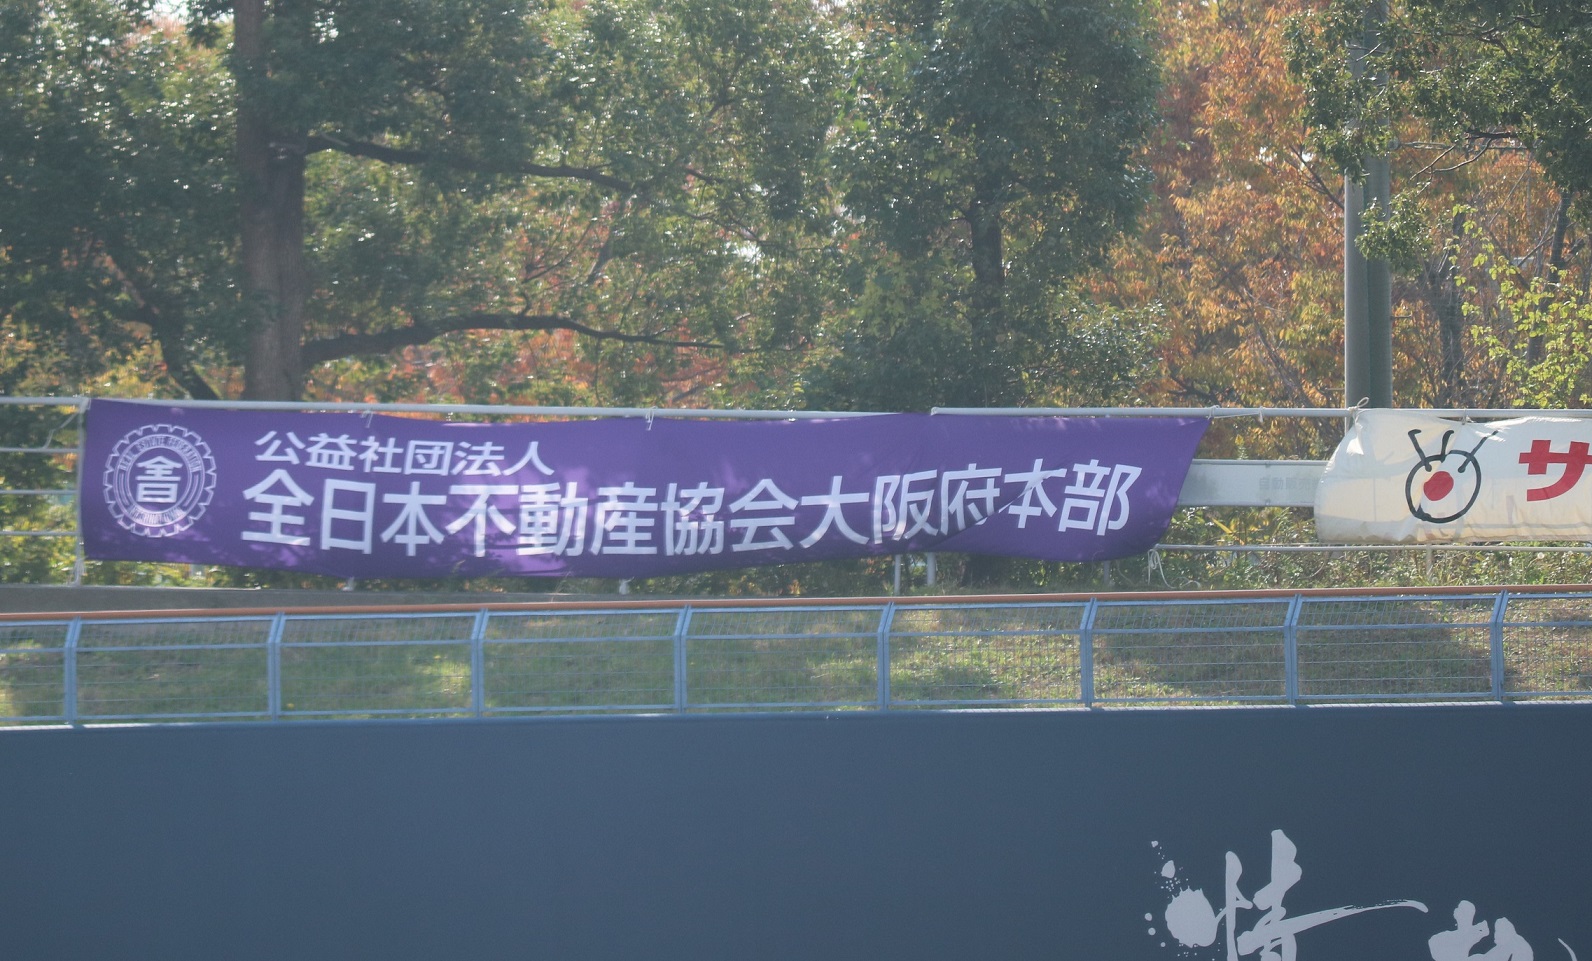 公益社団法人
全日本不動産協会大阪府本部
サ
情